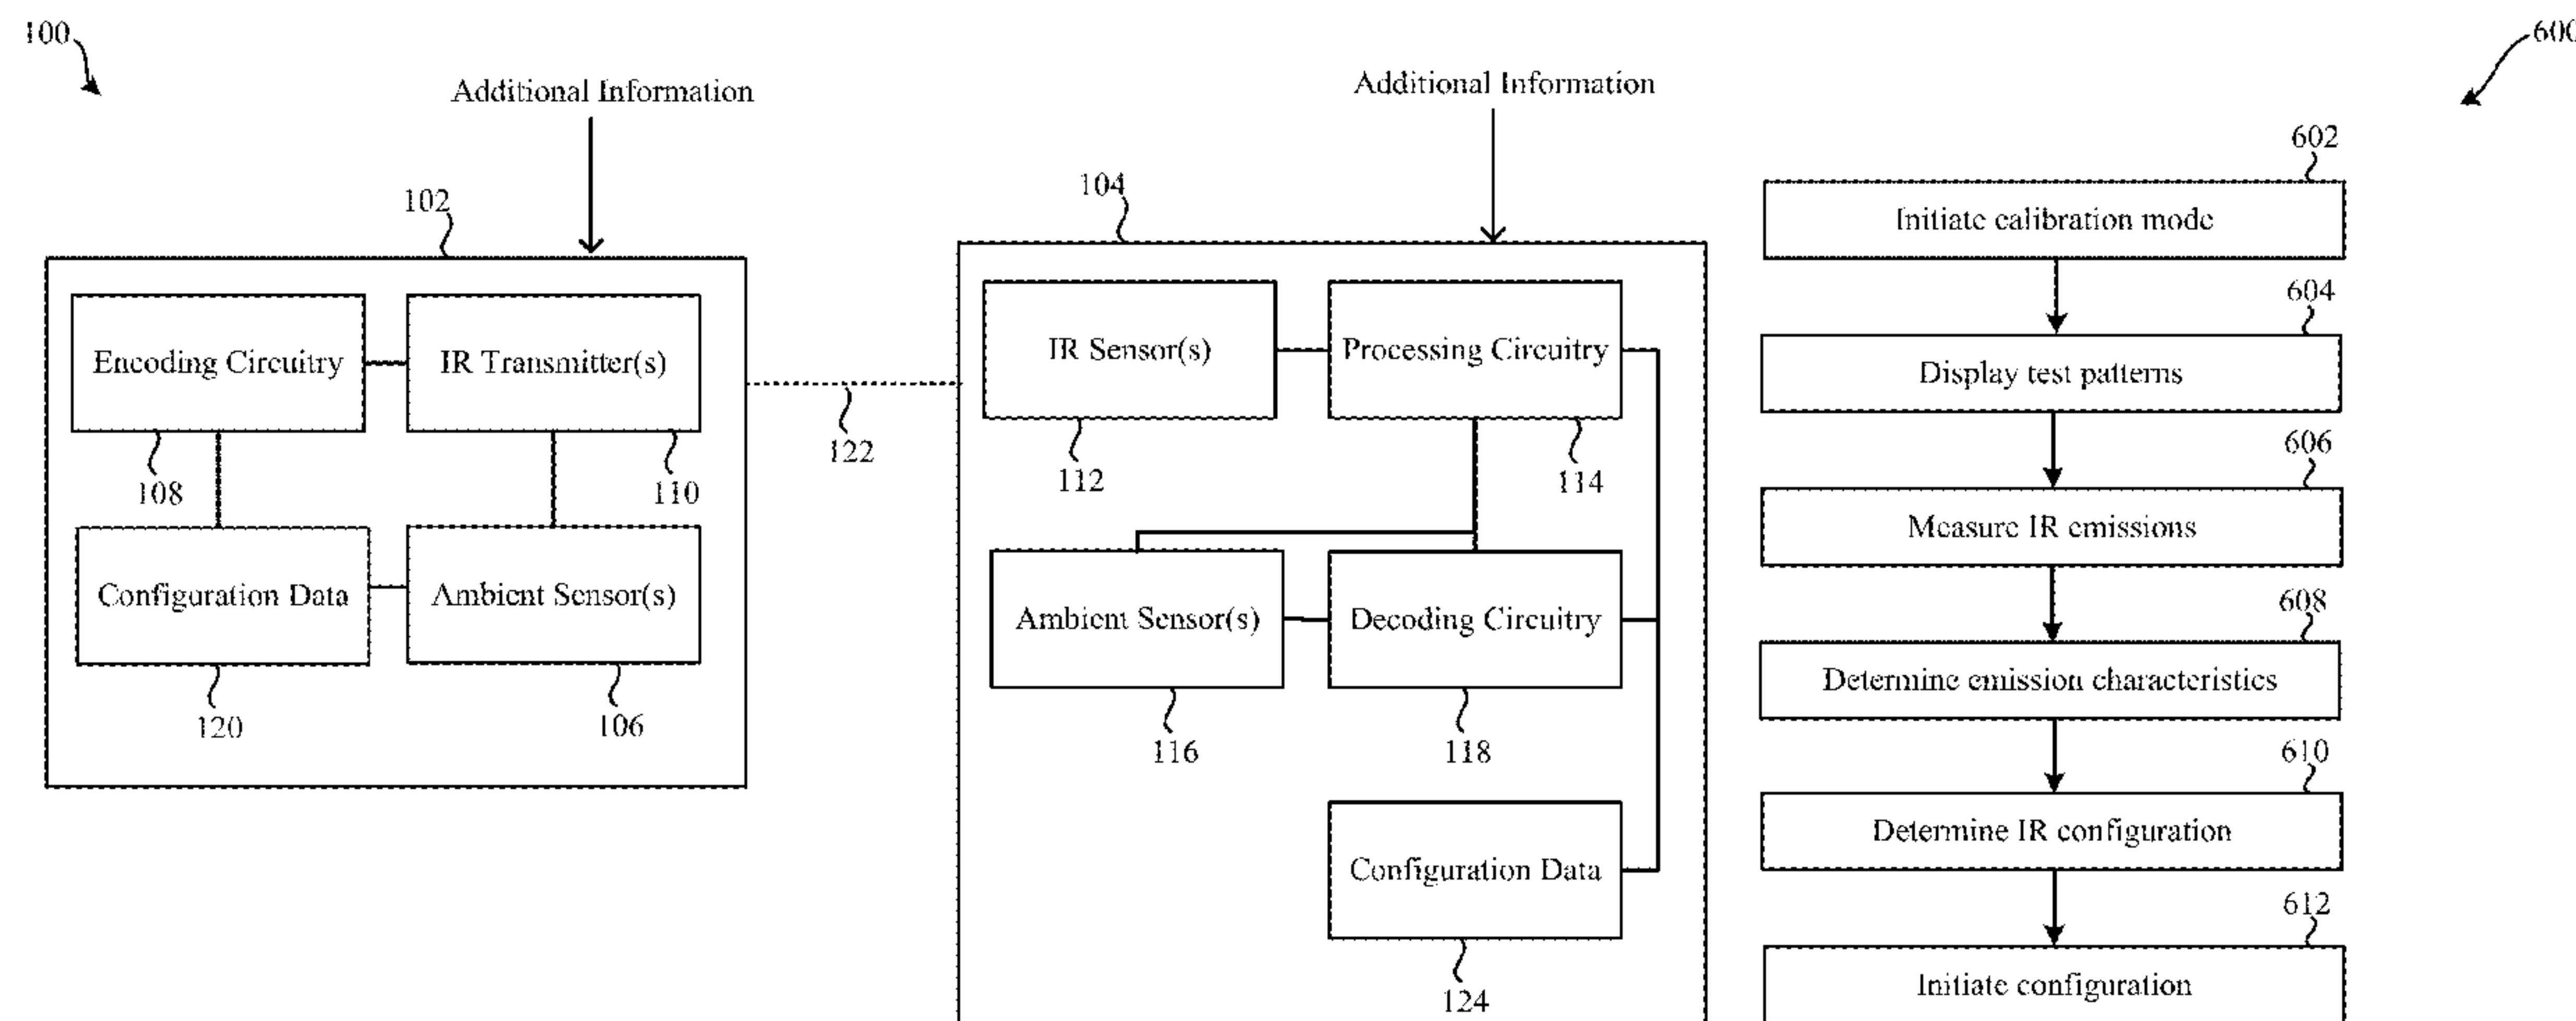 100
Additional Information
102
Encoding Circuitry
IR Transmitter(s)
108
110
Configuration Data
Ambient Sensor(s)
120
106
122
Additional Information
104
IR Sensor(s)
Processing Circuitry
112
114
Ambient Sensor(s)
Decoding Circuitry
116
118
Configuration Data
124
600
602
Initiate calibration mode
604
Display test patterns
606
Measure IR emissions
608
Determine emission characteristics
610
Determine IR configuration
612
Initiate configuration